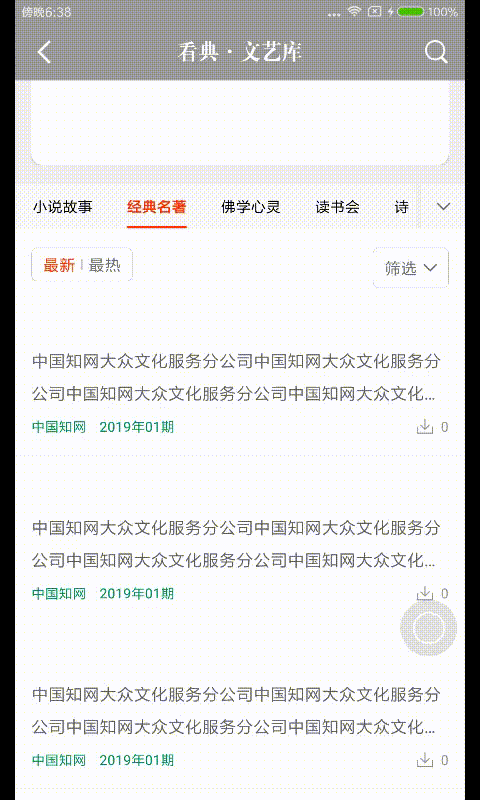 傍晚6:38
100%
看典·文艺库
小说故事 经典名著 佛学心灵 读书会 诗
最新 | 最热
筛选
中国知网大众文化服务分公司中国知网大众文化服务分
公司中国知网大众文化服务分公司中国知网大众文化...
中国知网 2019年01期
0
中国知网大众文化服务分公司中国知网大众文化服务分
公司中国知网大众文化服务分公司中国知网大众文化...
中国知网 2019年01期
0
中国知网大众文化服务分公司中国知网大众文化服务分
公司中国知网大众文化服务分公司中国知网大众文化...
中国知网 2019年01期
0